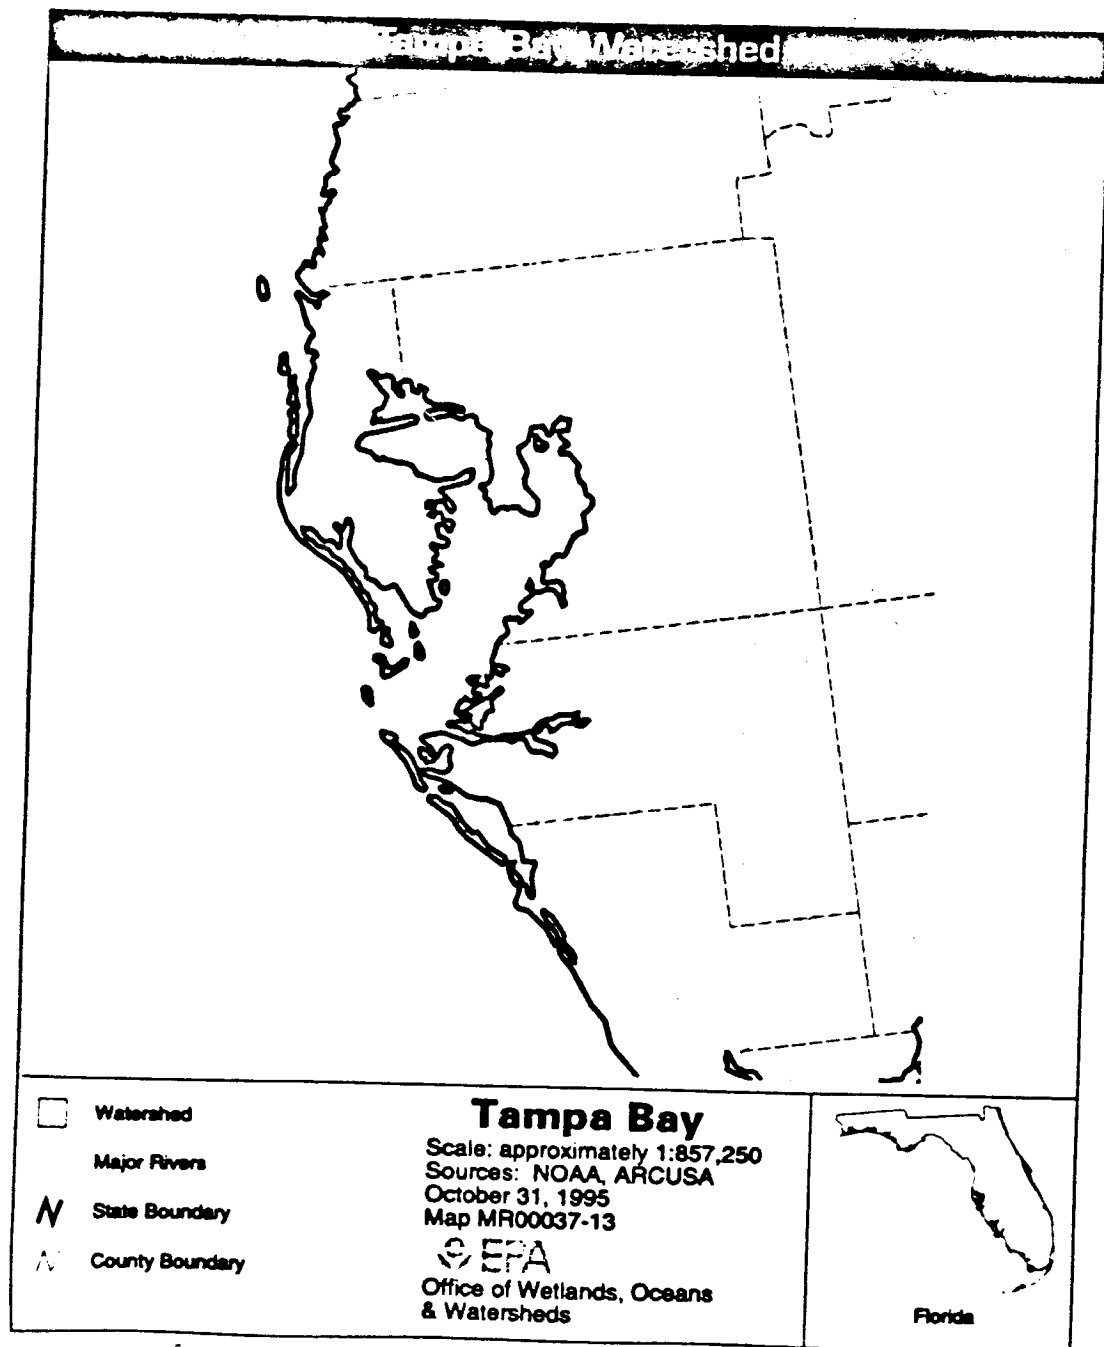 Tampa Bay Watershed
Watershed
Major Rivers
State Boundary
County Boundary
Tampa Bay
Scale: approximately 1:857,250
Sources: NOAA, ARCUSA
October 31, 1995
Map MR00037-13
EPA
Office of Wetlands, Oceans
& Watersheds
Florida